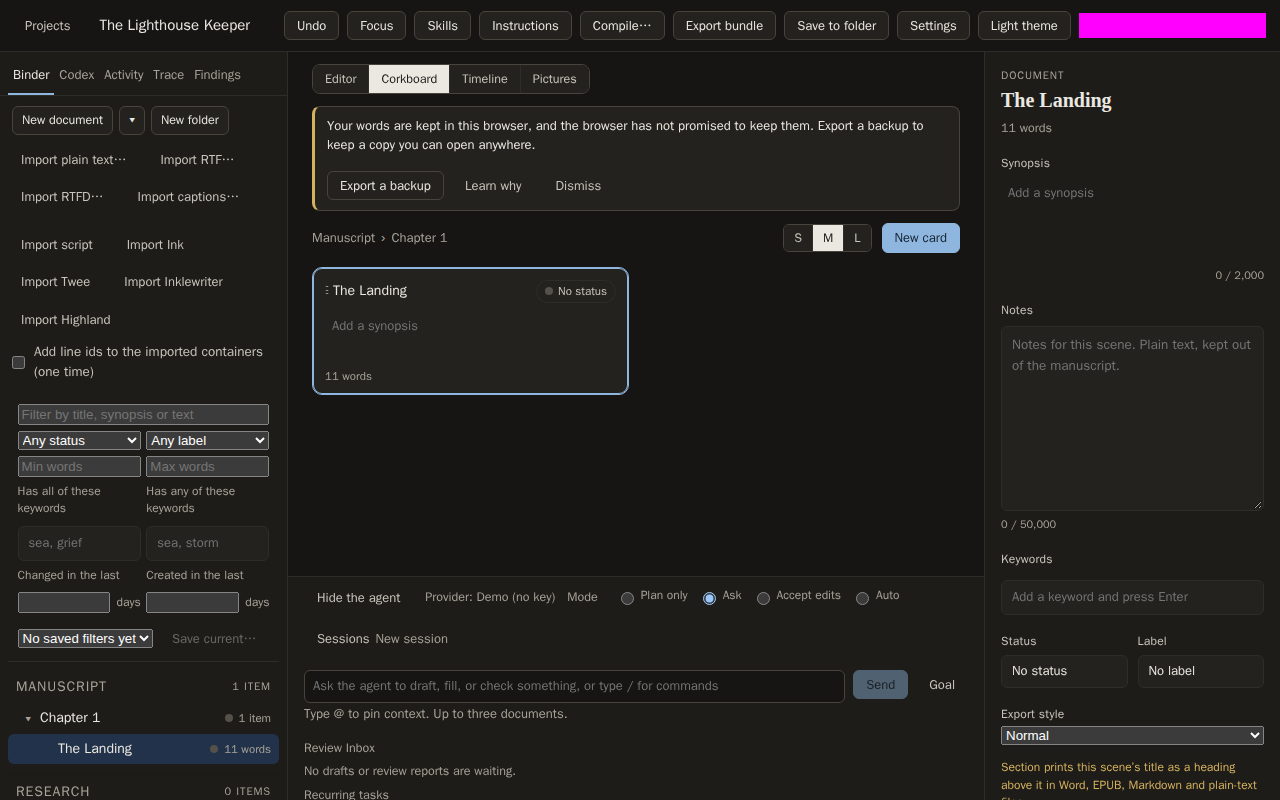 Projects
The Lighthouse Keeper
Undo
Focus
Skills
Instructions
Compile⋯
Export bundle
Save to folder
Settings
Light theme
Binder
Codex
Activity
Trace
Findings
New document
New folder
Import plain text⋯
Import RTF⋯
Import RTFD⋯
Import captions⋯
Import script
Import Ink
Import Twee
Import Inklewriter
Import Highland
Add line ids to the imported containers
(one time)
Filter by title, synopsis or text
Any status
Any label
Min words
Max words
Has all of these
keywords
Has any of these
keywords
sea, grief
sea, storm
Changed in the last
Created in the last
days
days
No saved filters yet
Save current⋯
MANUSCRIPT
1 ITEM
Chapter 1
1 item
The Landing
11 words
RESEARCH
0 ITEMS
Editor
Corkboard
Timeline
Pictures
Your words are kept in this browser, and the browser has not promised to keep them. Export a backup to
keep a copy you can open anywhere.
Export a backup
Learn why
Dismiss
Manuscript › Chapter 1
S
M
L
New card
The Landing
No status
Add a synopsis
11 words
Hide the agent
Provider: Demo (no key)
Mode
Plan only
Ask
Accept edits
Auto
Sessions
New session
Ask the agent to draft, fill, or check something, or type / for commands
Send
Goal
Type @ to pin context. Up to three documents.
Review Inbox
No drafts or review reports are waiting.
Recurring tasks
DOCUMENT
The Landing
11 words
Synopsis
Add a synopsis
0 / 2,000
Notes
Notes for this scene. Plain text, kept out
of the manuscript.
0 / 50,000
Keywords
Add a keyword and press Enter
Status
Label
No status
No label
Export style
Normal
Section prints this scene's title as a heading
above it in Word, EPUB, Markdown and plain-text